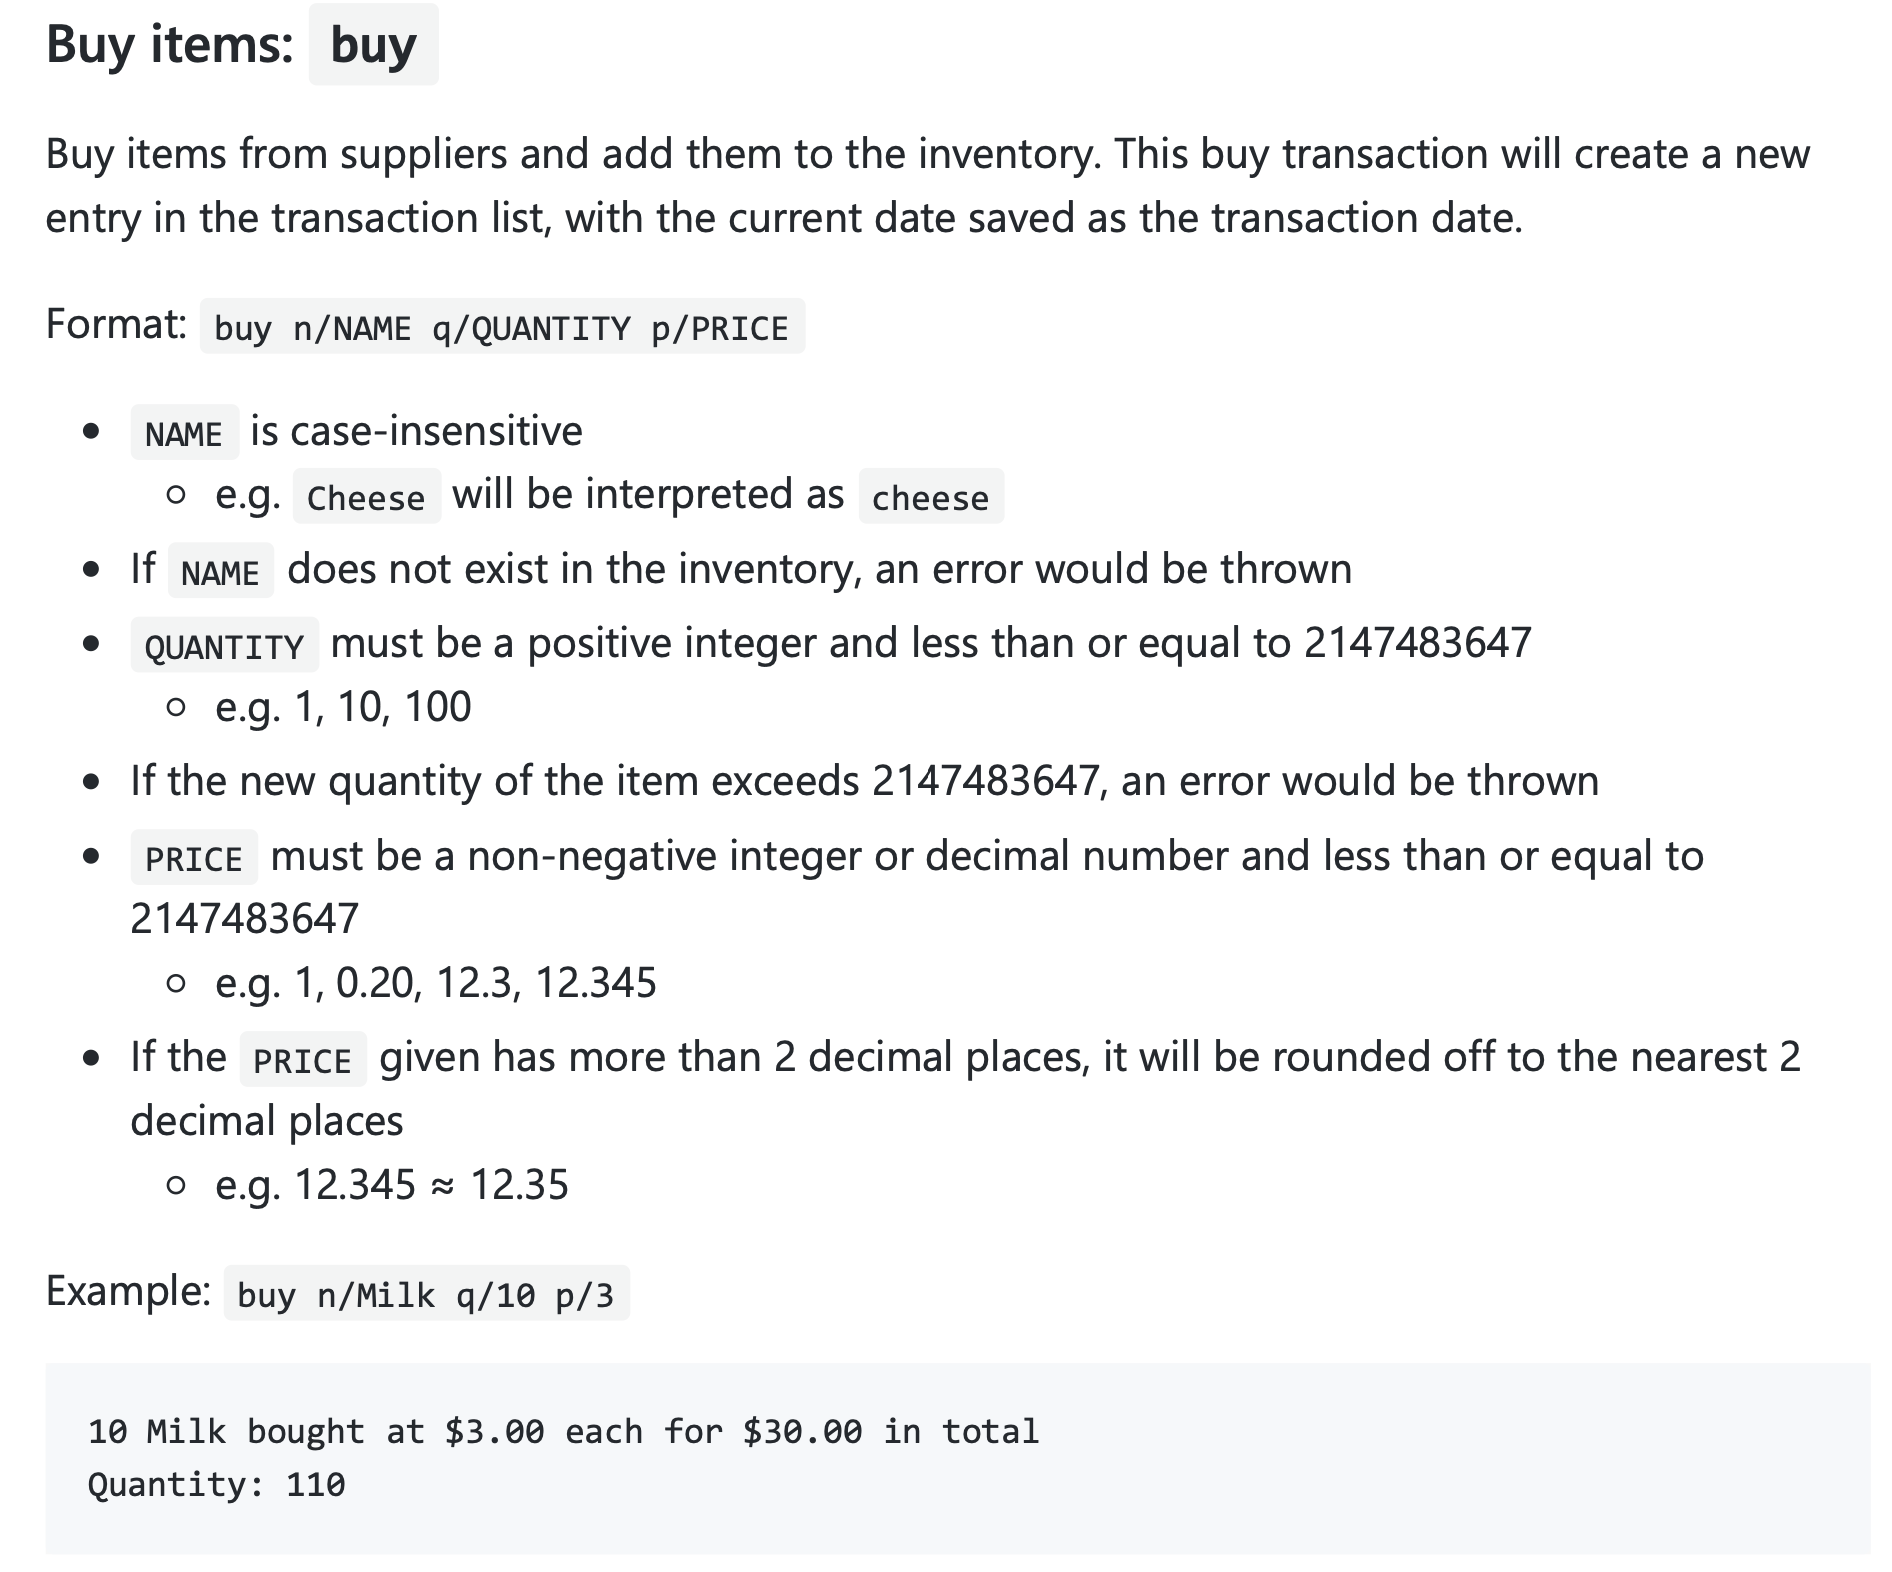 Buy items: buy
Buy items from suppliers and add them to the inventory. This buy transaction will create a new
entry in the transaction list, with the current date saved as the transaction date.
Format: buy n/NAME q/QUANTITY p/PRICE
• NAME is case-insensitive
○ e.g. Cheese will be interpreted as cheese
• If NAME does not exist in the inventory, an error would be thrown
• QUANTITY must be a positive integer and less than or equal to 2147483647
○ e.g. 1, 10, 100
• If the new quantity of the item exceeds 2147483647, an error would be thrown
• PRICE must be a non-negative integer or decimal number and less than or equal to
2147483647
○ e.g. 1, 0.20, 12.3, 12.345
• If the PRICE given has more than 2 decimal places, it will be rounded off to the nearest 2
decimal places
○ e.g. 12.345 ≈ 12.35
Example: buy n/Milk q/10 p/3
10 Milk bought at $3.00 each for $30.00 in total
Quantity: 110